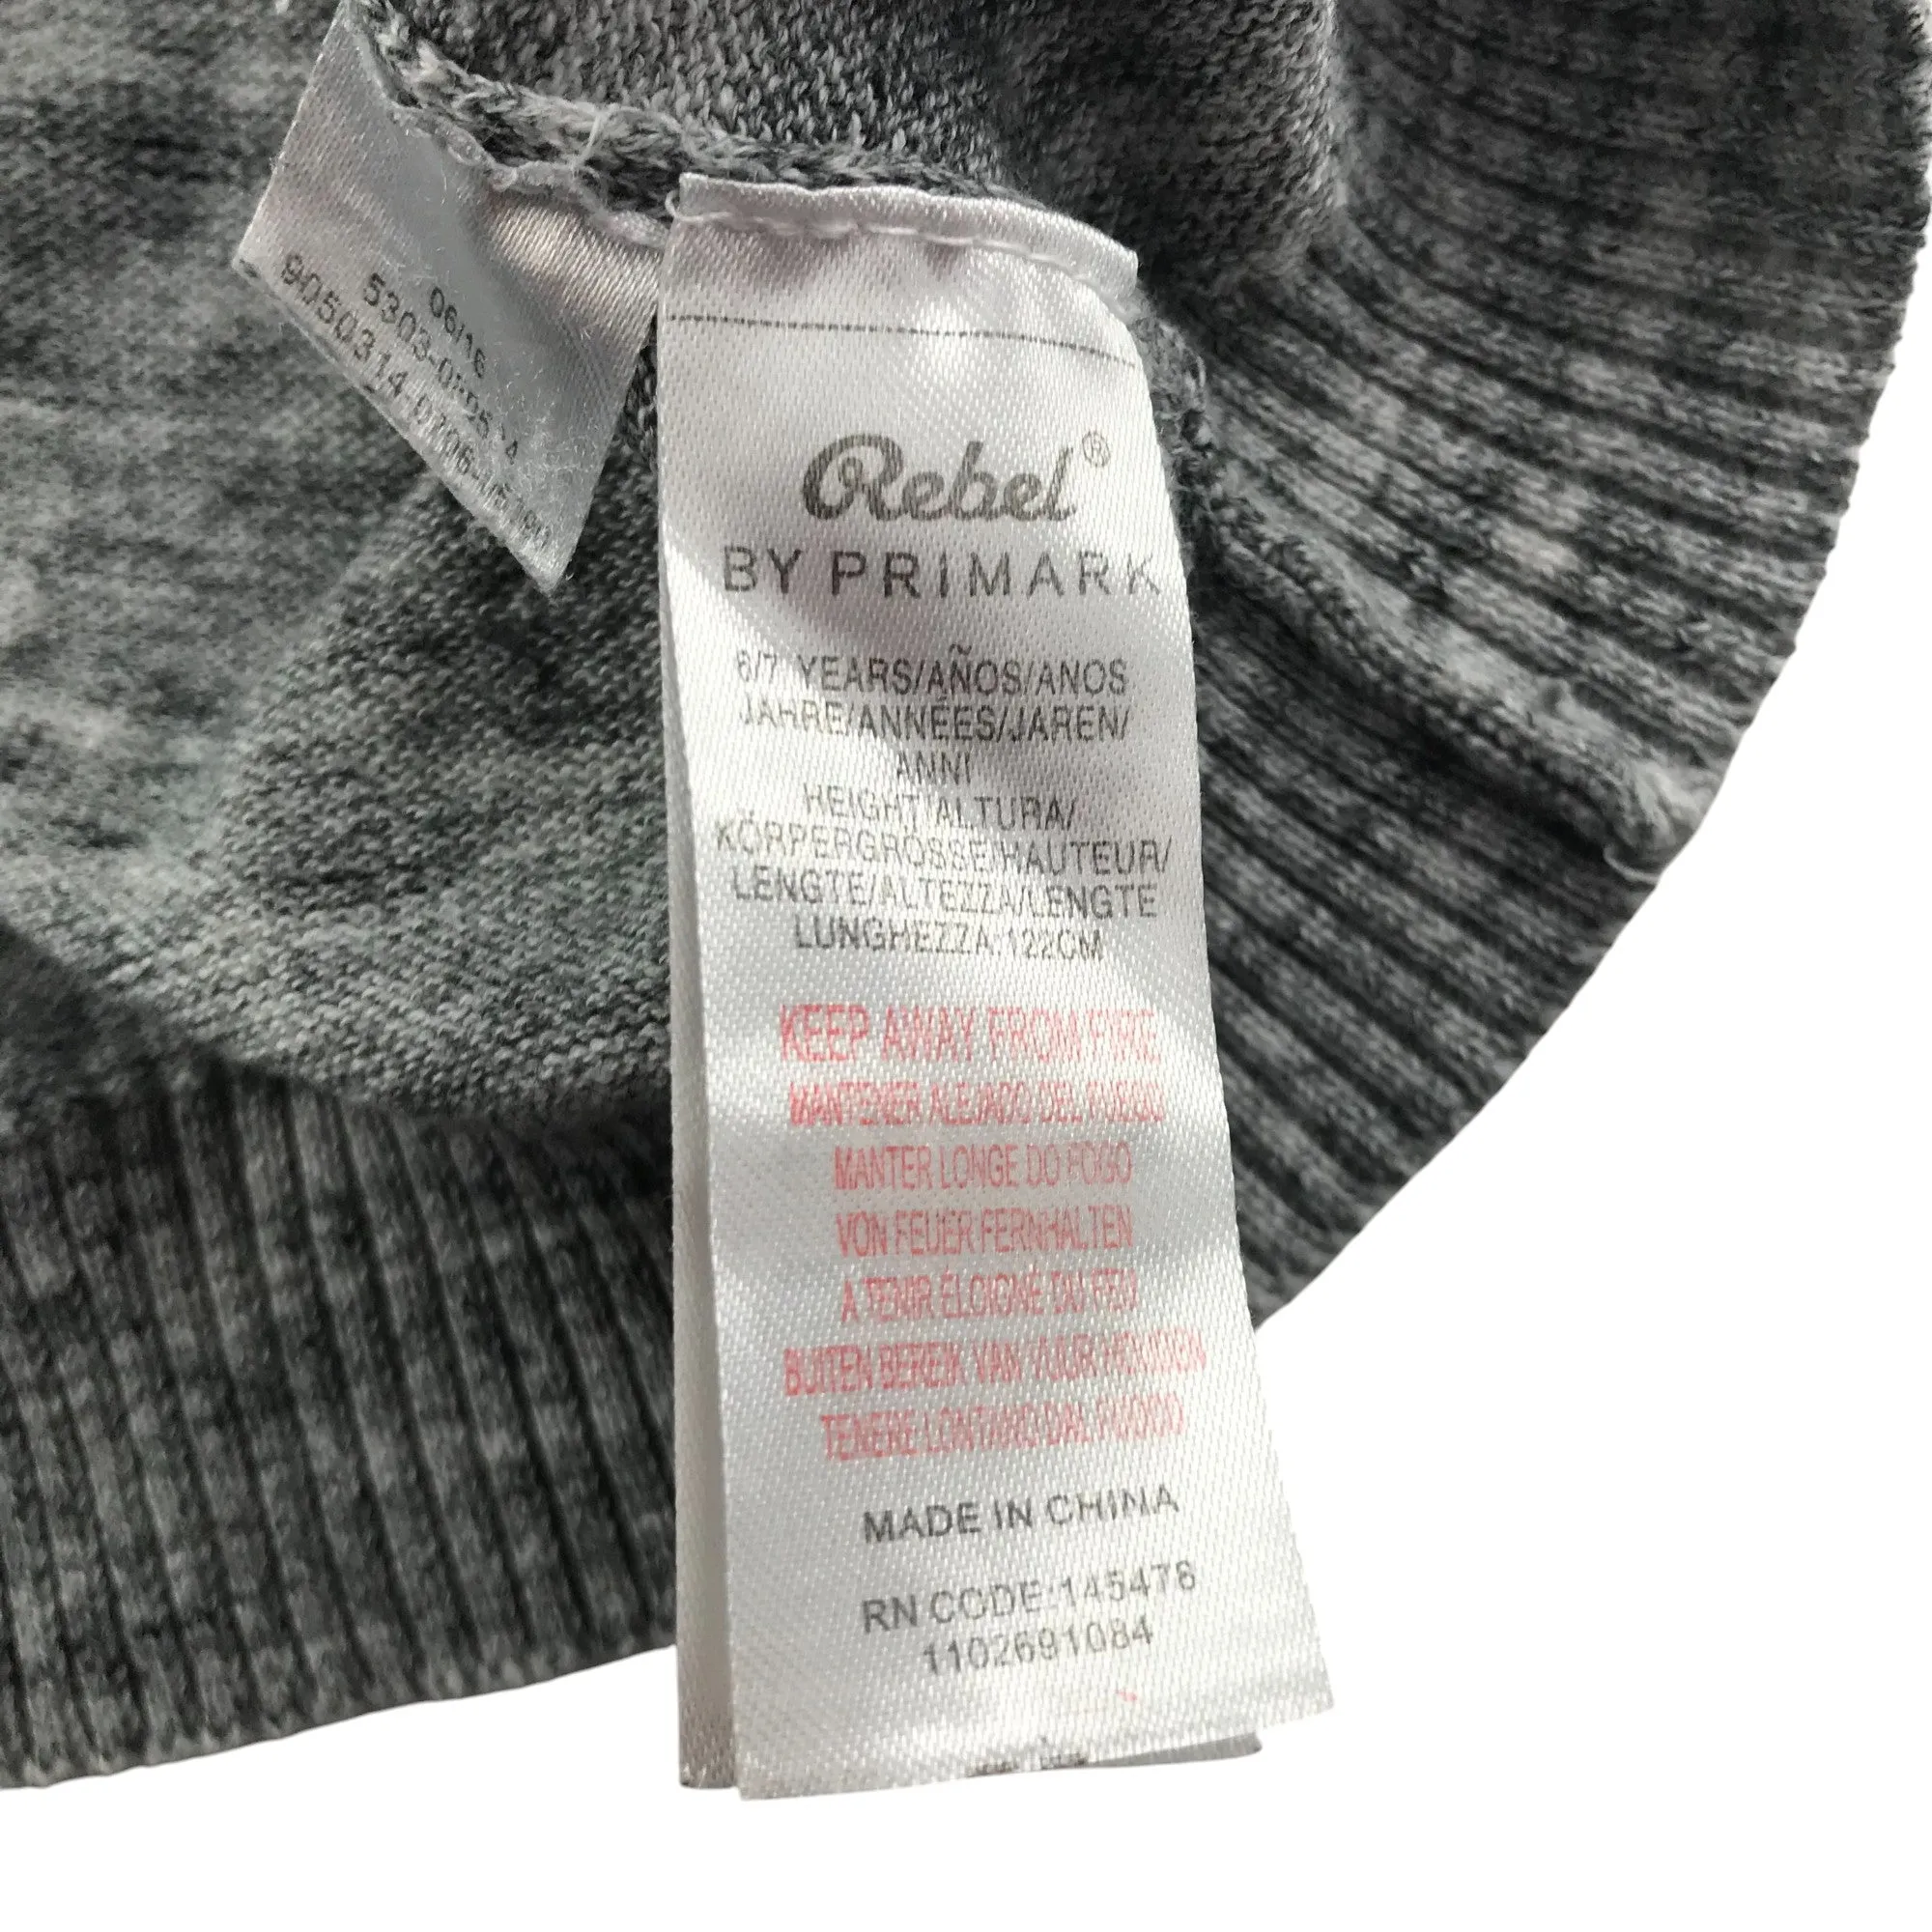 06/16
Rebel®
BY PRIMARK
6/7 YEARS/AÑOS/ANOS
JAHRE/ANNÉES/JAREN/
ANNI
HEIGHT/ALTURA/
KÖRPERGRÖSSE/HAUTEUR/
LENGTE/ALTEZZA/LENGTE
LUNGHEZZA:122CM
KEEP AWAY FROM FIRE
MANTENER ALEJADO DEL FUEGO
MANTER LONGE DO FOGO
VON FEUER FERNHALTEN
A TENIR ÉLOIGNÉ DU FEU
BUITEN BEREIK VAN VUUR HOUDEN
TENERE LONTANO DAL FUOCO
MADE IN CHINA
RN CODE:145476
1102691084